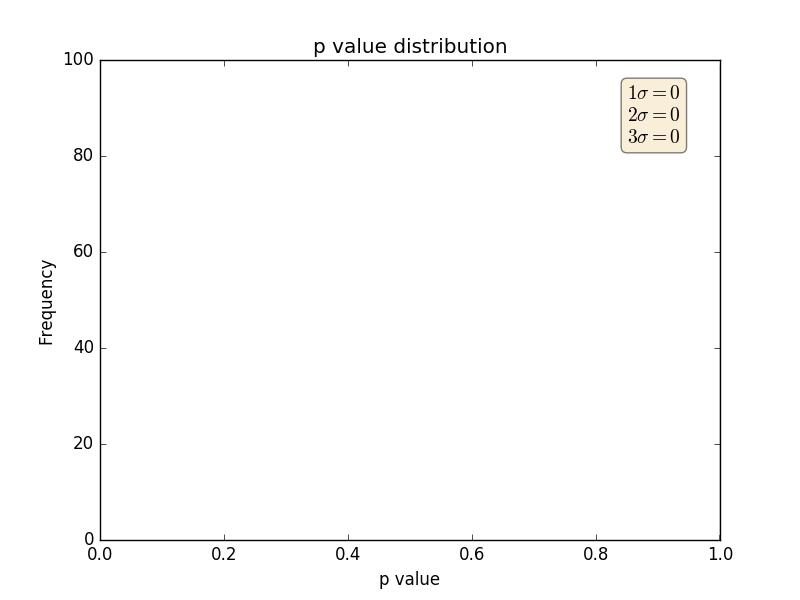 p value distribution
100
1σ = 0
2σ = 0
3σ = 0
80
60
Frequency
40
20
0
0.0 0.2 0.4 0.6 0.8 1.0
p value